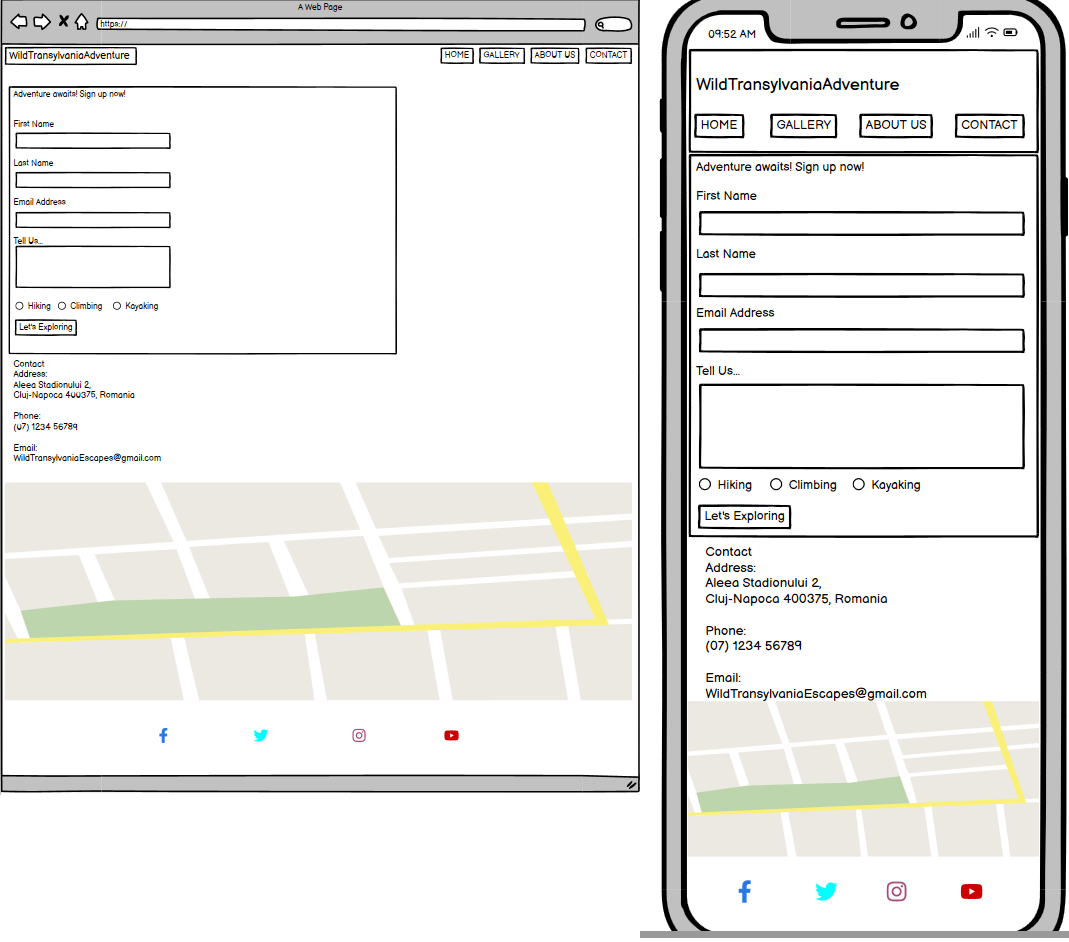 A Web Page
https://
WildTransylvaniaAdventure
HOME GALLERY ABOUT US CONTACT
Adventure awaits! Sign up now!
First Name
Last Name
Email Address
Tell Us...
Hiking Climbing Kayaking
Let's Exploring
Contact
Address:
Aleea Stadionului 2,
Cluj-Napoca 400375, Romania
Phone:
(07) 1234 56789
Email:
WildTransylvaniaEscapes@gmail.com
09:52 AM
WildTransylvaniaAdventure
HOME GALLERY ABOUT US CONTACT
Adventure awaits! Sign up now!
First Name
Last Name
Email Address
Tell Us...
Hiking Climbing Kayaking
Let's Exploring
Contact
Address:
Aleea Stadionului 2,
Cluj-Napoca 400375, Romania
Phone:
(07) 1234 56789
Email:
WildTransylvaniaEscapes@gmail.com